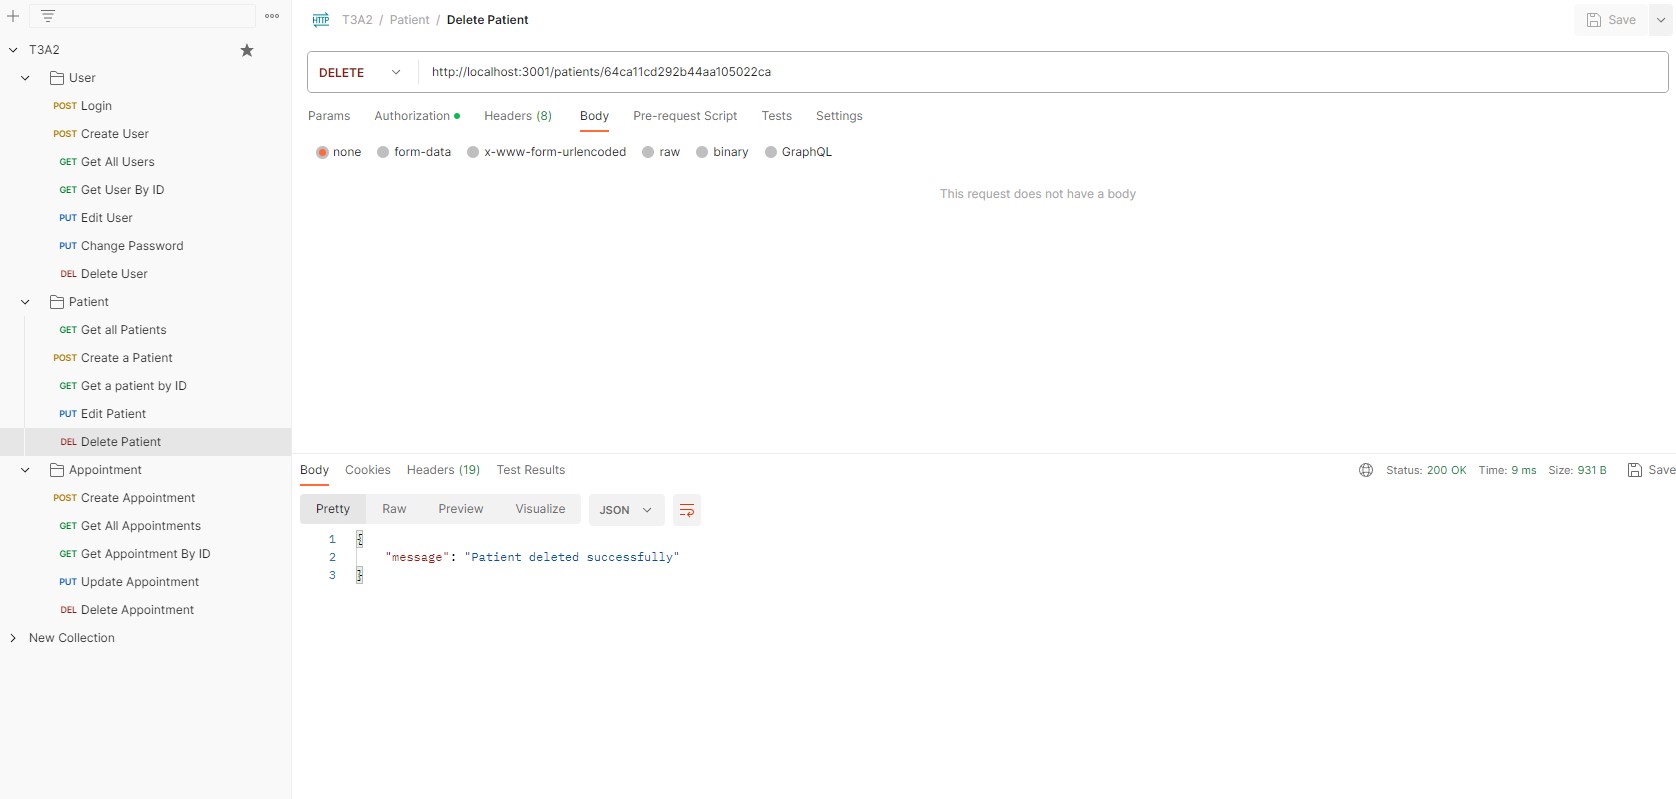 T3A2
User
POST Login
POST Create User
GET Get All Users
GET Get User By ID
PUT Edit User
PUT Change Password
DEL Delete User
Patient
GET Get all Patients
POST Create a Patient
GET Get a patient by ID
PUT Edit Patient
DEL Delete Patient
Appointment
POST Create Appointment
GET Get All Appointments
GET Get Appointment By ID
PUT Update Appointment
DEL Delete Appointment
New Collection
HTTP T3A2 / Patient / Delete Patient Save
DELETE http://localhost:3001/patients/64ca11cd292b44aa105022ca
Params Authorization Headers (8) Body Pre-request Script Tests Settings
none form-data x-www-form-urlencoded raw binary GraphQL
This request does not have a body
Body Cookies Headers (19) Test Results Status: 200 OK Time: 9 ms Size: 931 B Save
Pretty Raw Preview Visualize JSON
1 {
2 "message": "Patient deleted successfully"
3 }